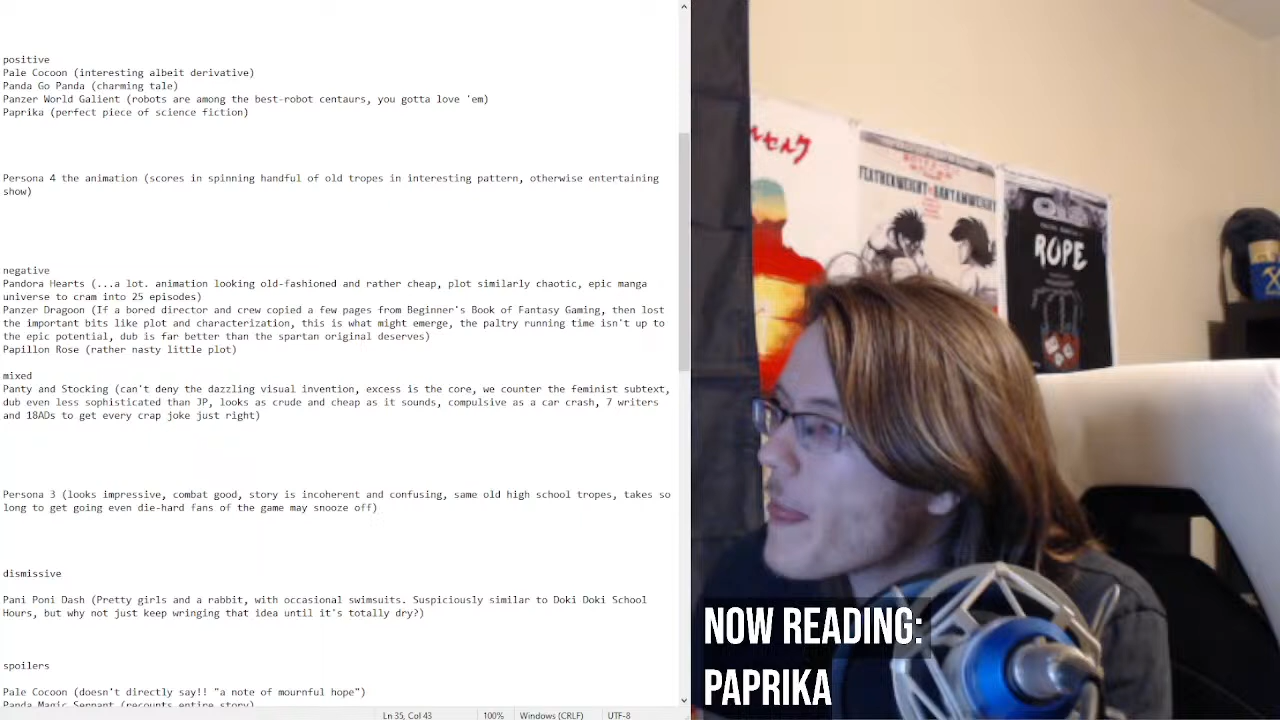 positive
Pale Cocoon (interesting albeit derivative)
Panda Go Panda (charming tale)
Panzer World Galient (robots are among the best-robot centaurs, you gotta love 'em)
Paprika (perfect piece of science fiction)
Persona 4 the animation (scores in spinning handful of old tropes in interesting pattern, otherwise entertaining
show)
negative
Pandora Hearts (...a lot. animation looking old-fashioned and rather cheap, plot similarly chaotic, epic manga
universe to cram into 25 episodes)
Panzer Dragoon (If a bored director and crew copied a few pages from Beginner's Book of Fantasy Gaming, then lost
the important bits like plot and characterization, this is what might emerge, the paltry running time isn't up to
the epic potential, dub is far better than the spartan original deserves)
Papillon Rose (rather nasty little plot)
mixed
Panty and Stocking (can't deny the dazzling visual invention, excess is the core, we counter the feminist subtext,
dub even less sophisticated than JP, looks as crude and cheap as it sounds, compulsive as a car crash, 7 writers
and 18ADs to get every crap joke just right)
Persona 3 (looks impressive, combat good, story is incoherent and confusing, same old high school tropes, takes so
long to get going even die-hard fans of the game may snooze off)
dismissive
Pani Poni Dash (Pretty girls and a rabbit, with occasional swimsuits. Suspiciously similar to Doki Doki School
Hours, but why not just keep wringing that idea until it's totally dry?)
spoilers
Pale Cocoon (doesn't directly say!! "a note of mournful hope")
Panda Magic Servant (recounts entire story)
Ln 35, Col 43
100%
Windows (CRLF)
UTF-8
ルセルク
FEATHERWEIGHT BANTAMWEIGHT
ROPE
NOW READING:
PAPRIKA